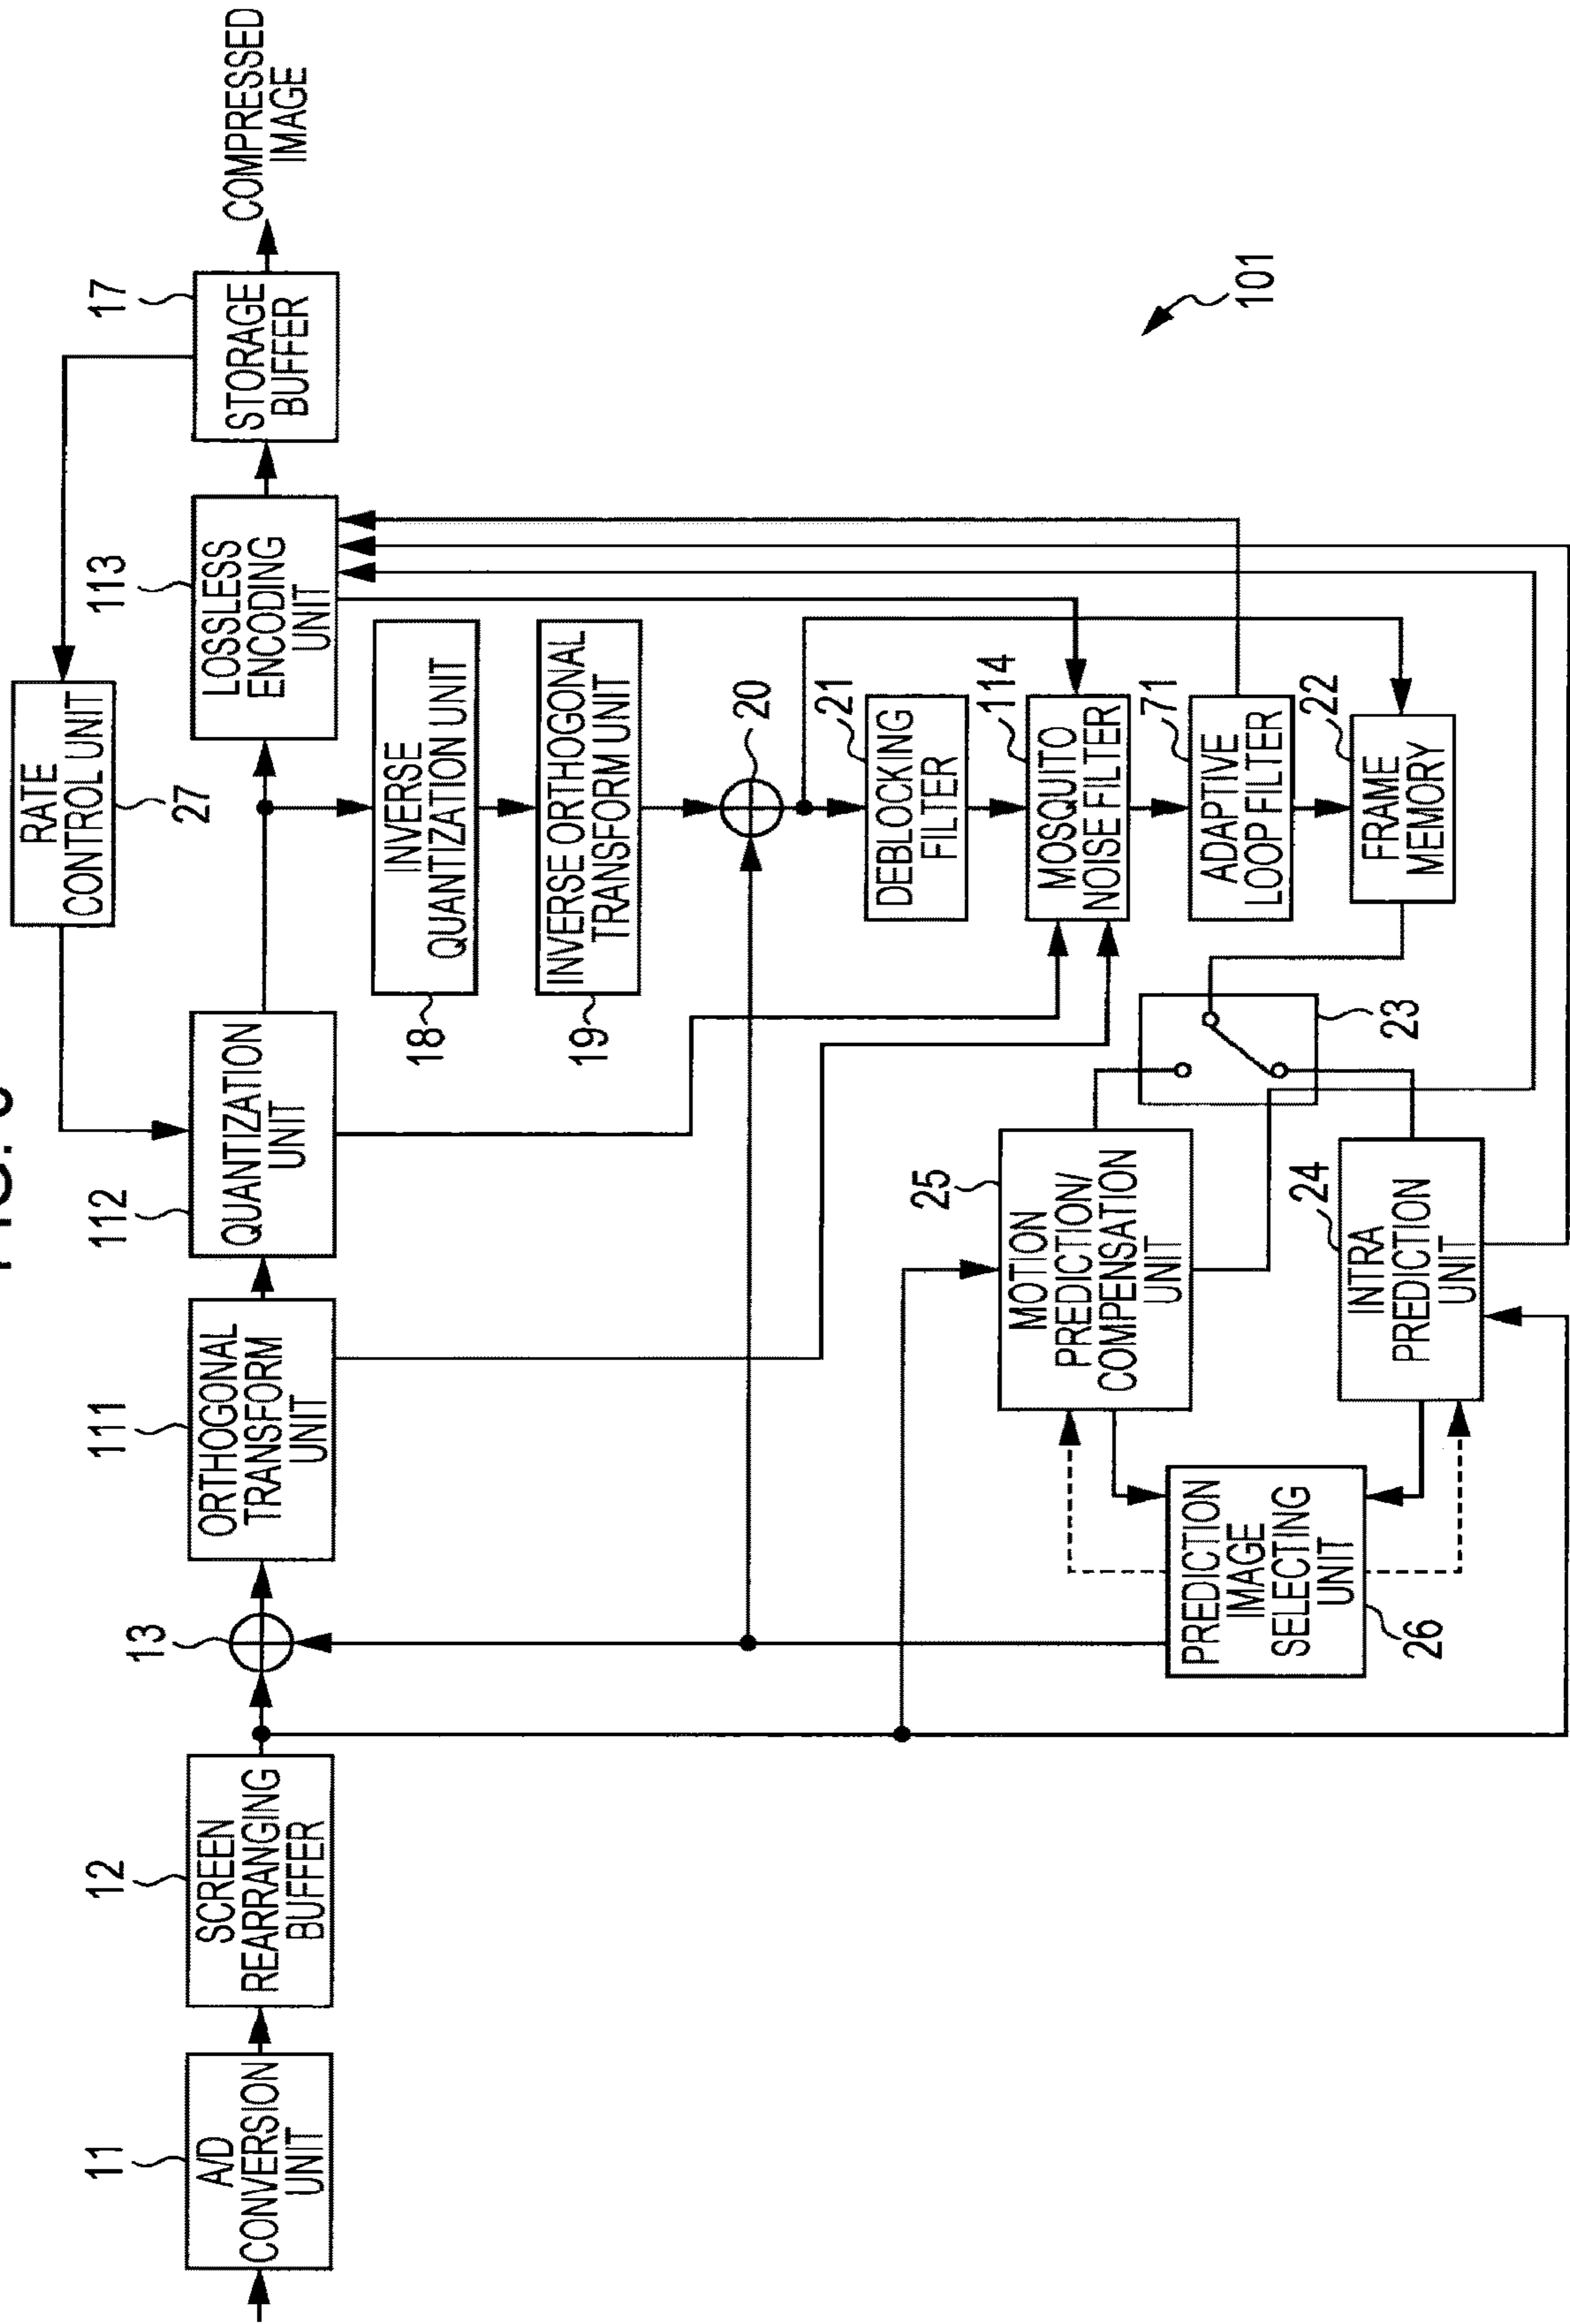 FIG.
RATE
CONTROL UNIT
27
11
12
13
111
112
113
17
A/D
CONVERSION
UNIT
SCREEN
REARRANGING
BUFFER
ORTHOGONAL
TRANSFORM
UNIT
QUANTIZATION
UNIT
LOSSLESS
ENCODING
UNIT
STORAGE
BUFFER
COMPRESSED
IMAGE
18
INVERSE
QUANTIZATION UNIT
19
INVERSE ORTHOGONAL
TRANSFORM UNIT
20
21
DEBLOCKING
FILTER
114
MOSQUITO
NOISE FILTER
71
ADAPTIVE
LOOP FILTER
22
FRAME
MEMORY
23
25
MOTION
PREDICTION/
COMPENSATION
UNIT
24
INTRA
PREDICTION
UNIT
PREDICTION
IMAGE
SELECTING
UNIT
26
101